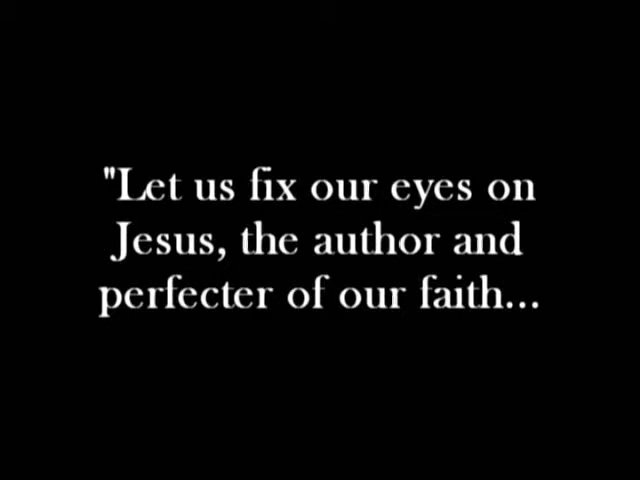 "Let us fix our eyes on
Jesus, the author and
perfecter of our faith...